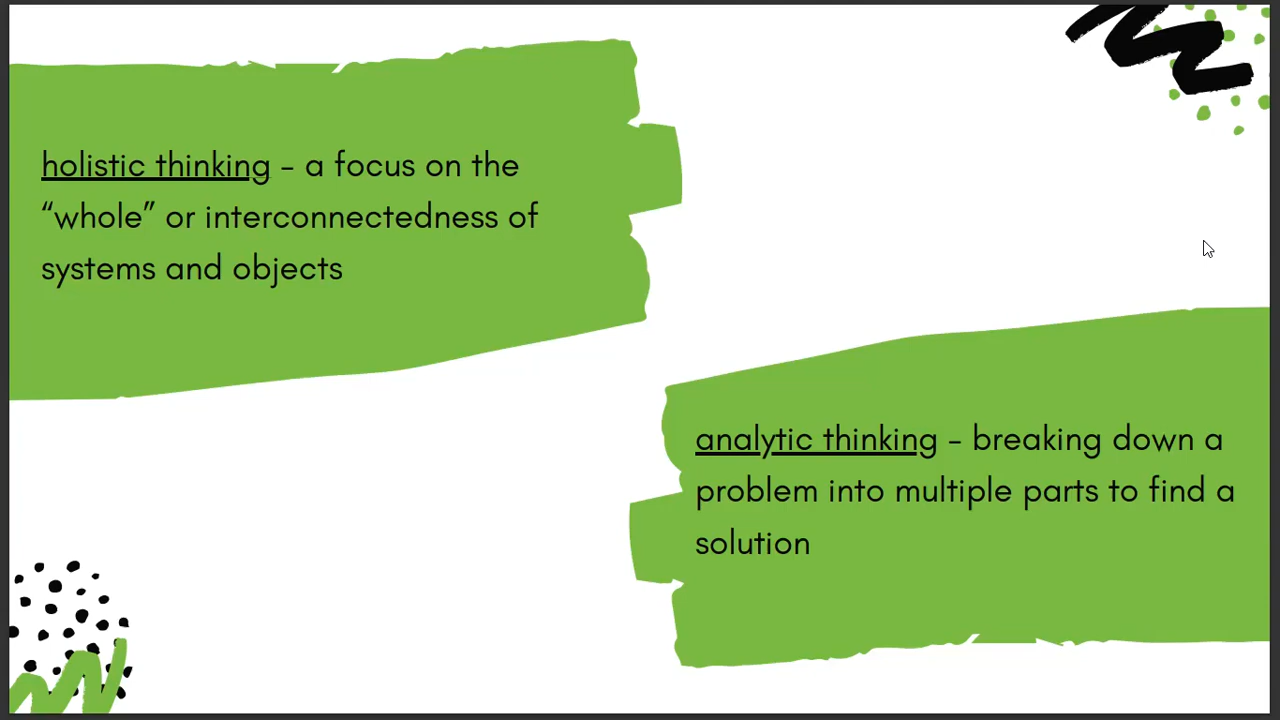 holistic thinking - a focus on the
“whole” or interconnectedness of
systems and objects
analytic thinking - breaking down a
problem into multiple parts to find a
solution